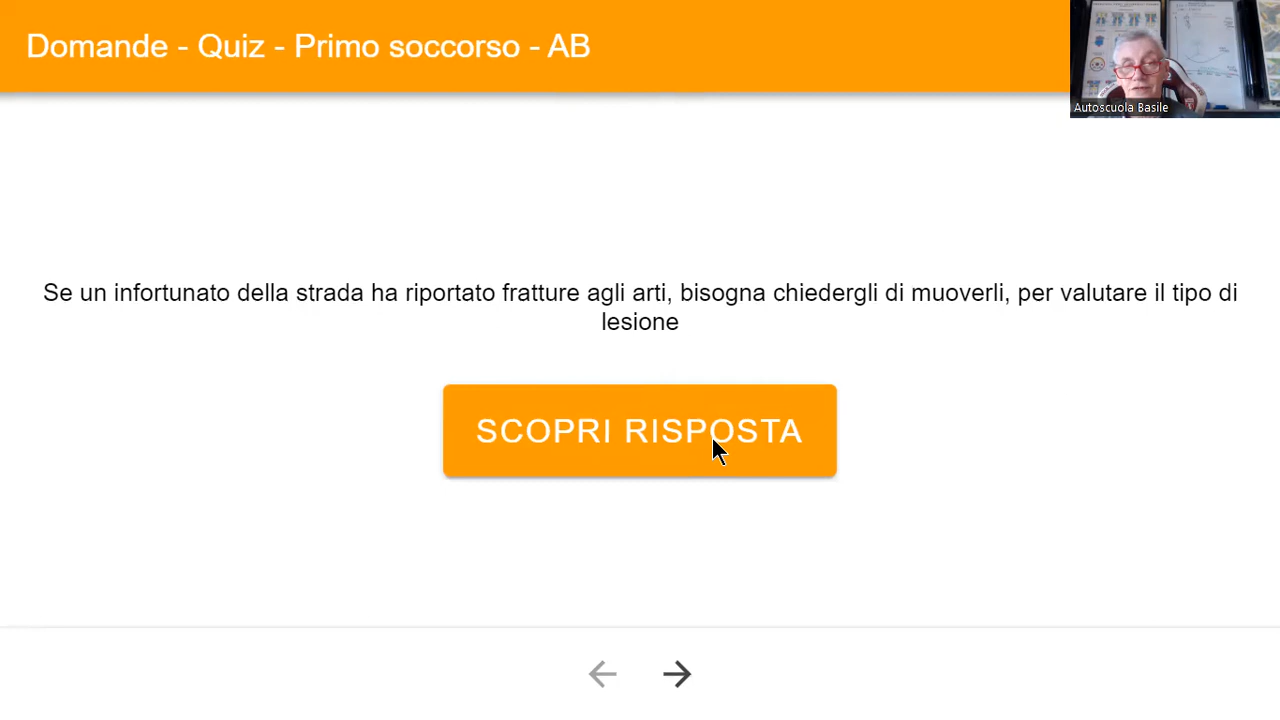 Domande - Quiz - Primo soccorso - AB
Autoscuola Basile
Se un infortunato della strada ha riportato fratture agli arti, bisogna chiedergli di muoverli, per valutare il tipo di
lesione
SCOPRI RISPOSTA